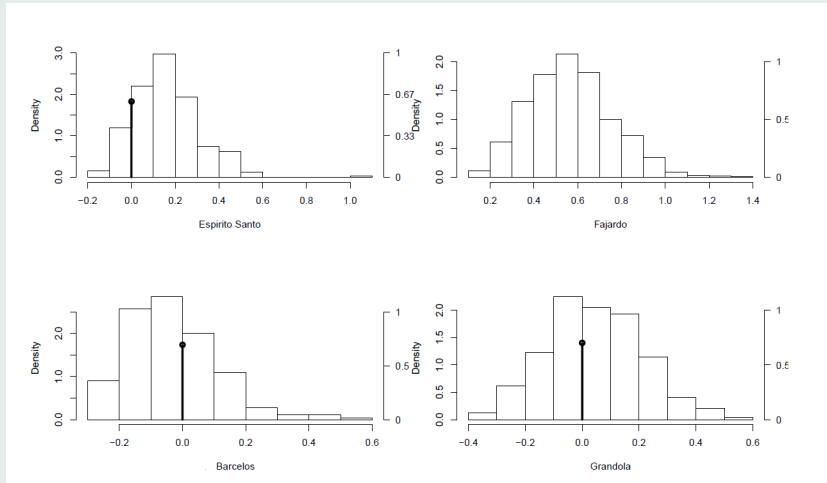 Density
0.0 1.0 2.0 3.0
0 0.33 0.67 1
−0.2 0.0 0.2 0.4 0.6 0.8 1.0
Espirito Santo
Density
0.0 0.5 1.0 1.5 2.0
0 0.5 1
0.2 0.4 0.6 0.8 1.0 1.2 1.4
Fajardo
Density
0.0 1.0 2.0
0 0.5 1
−0.2 0.0 0.2 0.4 0.6
Barcelos
Density
0.0 0.5 1.0 1.5 2.0
0 0.5 1
−0.4 −0.2 0.0 0.2 0.4 0.6
Grandola